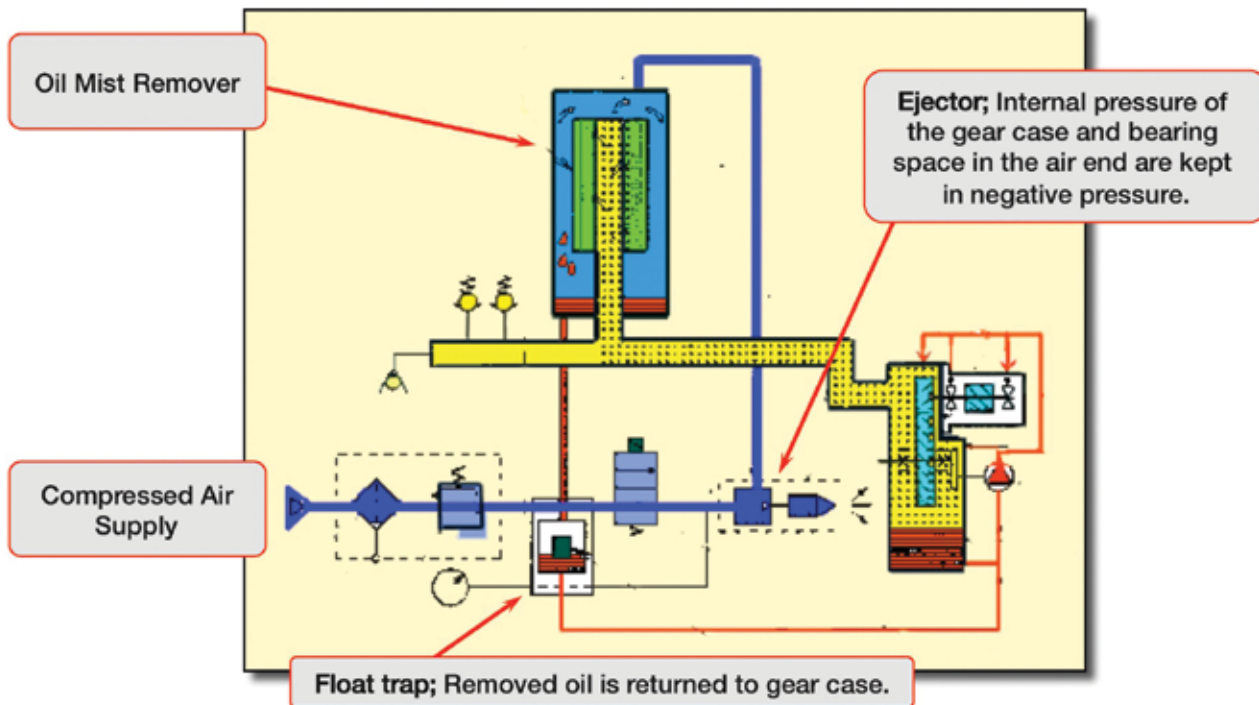 Oil Mist Remover
Ejector; Internal pressure of
the gear case and bearing
space in the air end are kept
in negative pressure.
Compressed Air
Supply
Float trap; Removed oil is returned to gear case.